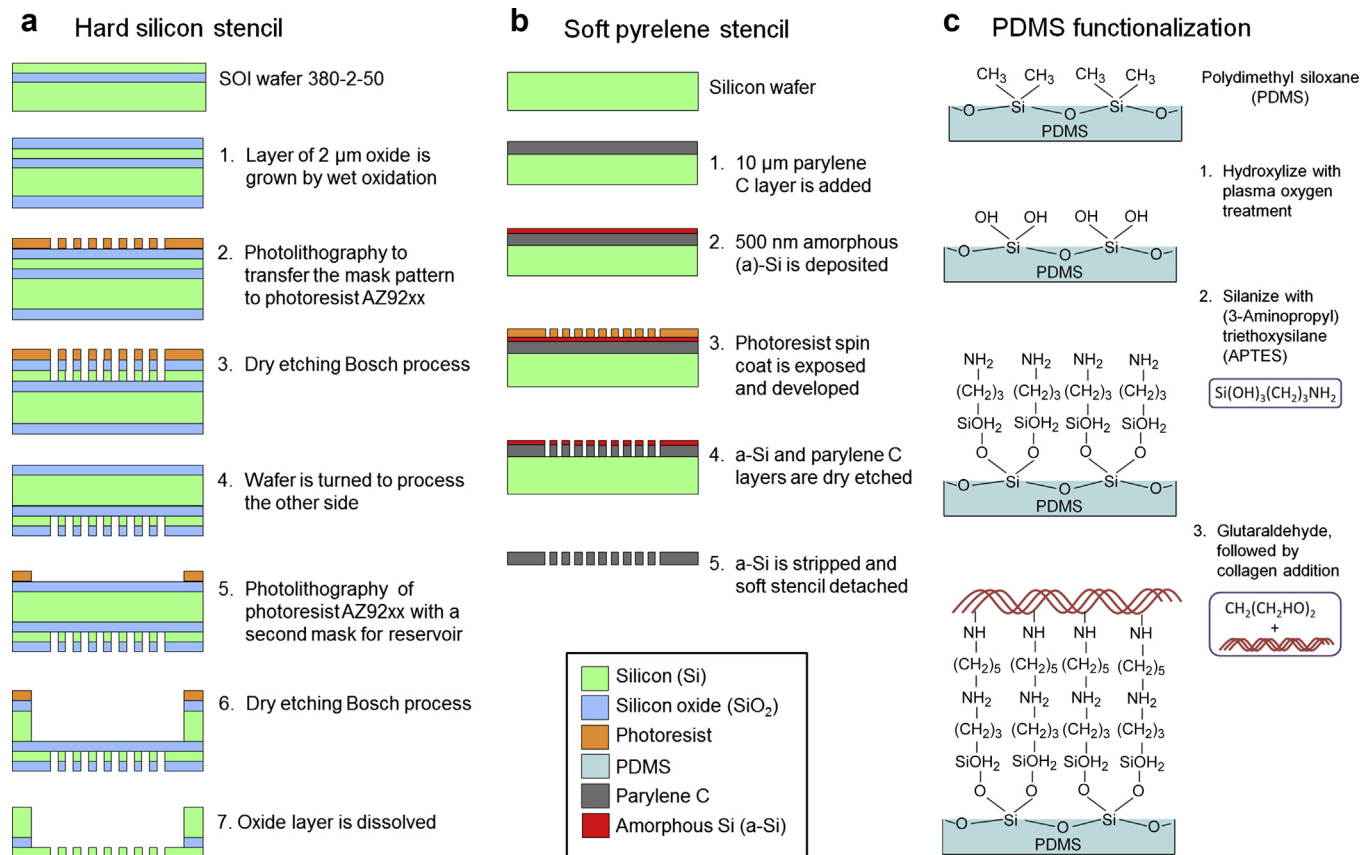 a Hard silicon stencil
SOI wafer 380-2-50
1. Layer of 2 µm oxide is
grown by wet oxidation
2. Photolithography to
transfer the mask pattern
to photoresist AZ92xx
3. Dry etching Bosch process
4. Wafer is turned to process
the other side
5. Photolithography of
photoresist AZ92xx with a
second mask for reservoir
6. Dry etching Bosch process
7. Oxide layer is dissolved
b Soft pyrelene stencil
Silicon wafer
1. 10 µm parylene
C layer is added
2. 500 nm amorphous
(a)-Si is deposited
3. Photoresist spin
coat is exposed
and developed
4. a-Si and parylene C
layers are dry etched
5. a-Si is stripped and
soft stencil detached
Silicon (Si)
Silicon oxide (SiO₂)
Photoresist
PDMS
Parylene C
Amorphous Si (a-Si)
c PDMS functionalization
CH₃ CH₃ CH₃ CH₃
Si Si
O O O
PDMS
Polydimethyl siloxane
(PDMS)
1. Hydroxylize with
plasma oxygen
treatment
OH OH OH OH
Si Si
O O O
PDMS
2. Silanize with
(3-Aminopropyl)
triethoxysilane
(APTES)
Si(OH)₃(CH₂)₃NH₂
NH₂ NH₂ NH₂ NH₂
(CH₂)₃ (CH₂)₃ (CH₂)₃ (CH₂)₃
SiOH₂ SiOH₂ SiOH₂ SiOH₂
O O O O
Si Si
O O O
PDMS
3. Glutaraldehyde,
followed by
collagen addition
CH₂(CH₂HO)₂
+
NH NH NH NH
(CH₂)₅ (CH₂)₅ (CH₂)₅ (CH₂)₅
NH₂ NH₂ NH₂ NH₂
(CH₂)₃ (CH₂)₃ (CH₂)₃ (CH₂)₃
SiOH₂ SiOH₂ SiOH₂ SiOH₂
O O O O
Si Si
O O O
PDMS